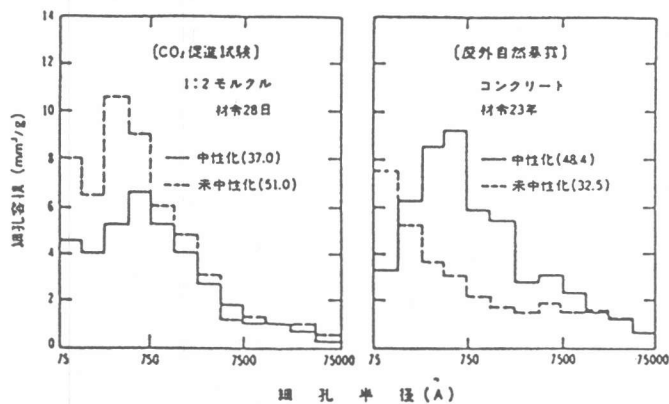 [CO₂促進試験]
1:2モルタル
材令28日
中性化(37.0)
未中性化(51.0)
[屋外自然暴露]
コンクリート
材令23年
中性化(48.4)
未中性化(32.5)
細孔容積 (mm³/g)
14
12
10
8
6
4
2
0
75 750 7500 75000
75 750 7500 75000
細孔半径(Å)